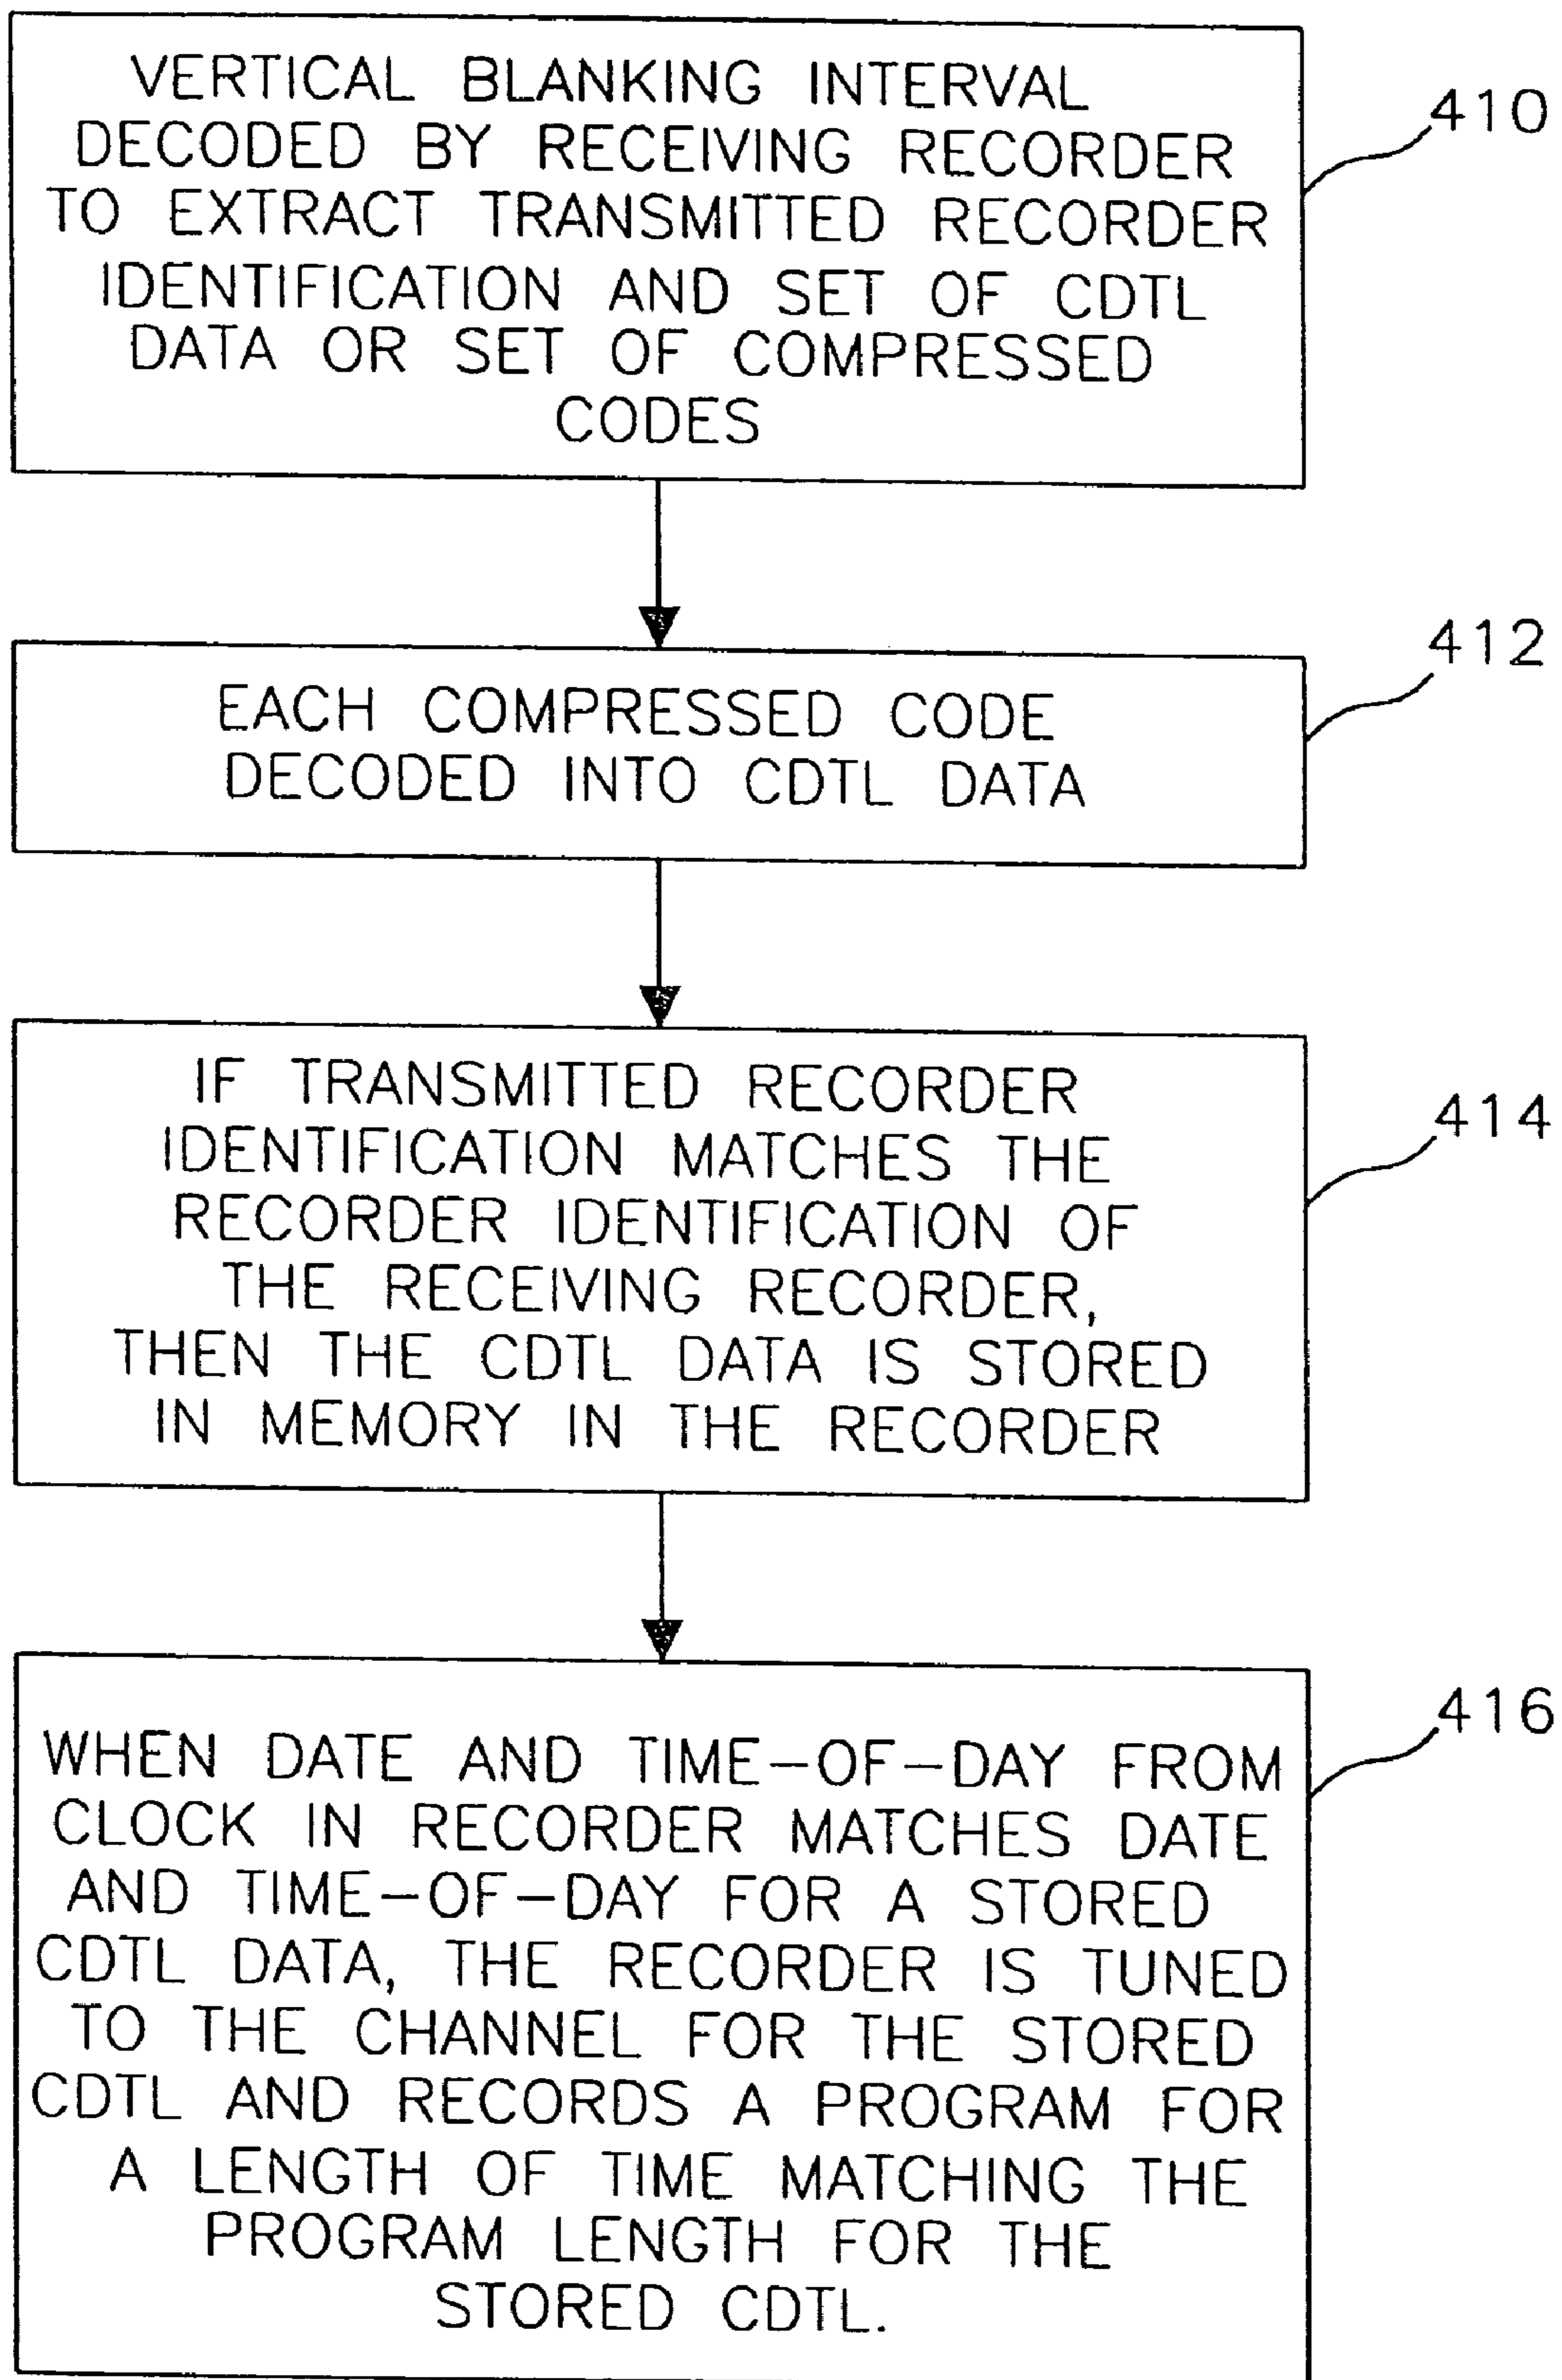 VERTICAL BLANKING INTERVAL
DECODED BY RECEIVING RECORDER
TO EXTRACT TRANSMITTED RECORDER
IDENTIFICATION AND SET OF CDTL
DATA OR SET OF COMPRESSED
CODES
410
EACH COMPRESSED CODE
DECODED INTO CDTL DATA
412
IF TRANSMITTED RECORDER
IDENTIFICATION MATCHES THE
RECORDER IDENTIFICATION OF
THE RECEIVING RECORDER,
THEN THE CDTL DATA IS STORED
IN MEMORY IN THE RECORDER
414
WHEN DATE AND TIME-OF-DAY FROM
CLOCK IN RECORDER MATCHES DATE
AND TIME-OF-DAY FOR A STORED
CDTL DATA, THE RECORDER IS TUNED
TO THE CHANNEL FOR THE STORED
CDTL AND RECORDS A PROGRAM FOR
A LENGTH OF TIME MATCHING THE
PROGRAM LENGTH FOR THE
STORED CDTL.
416